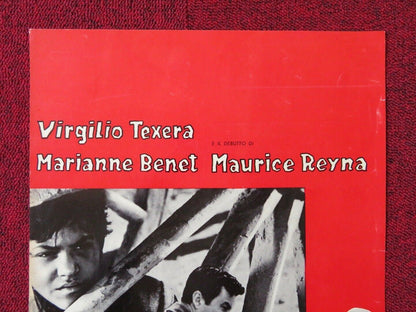 Virgilio Texera
E IL DEBUTTO DI
Marianne Benet Maurice Reyna